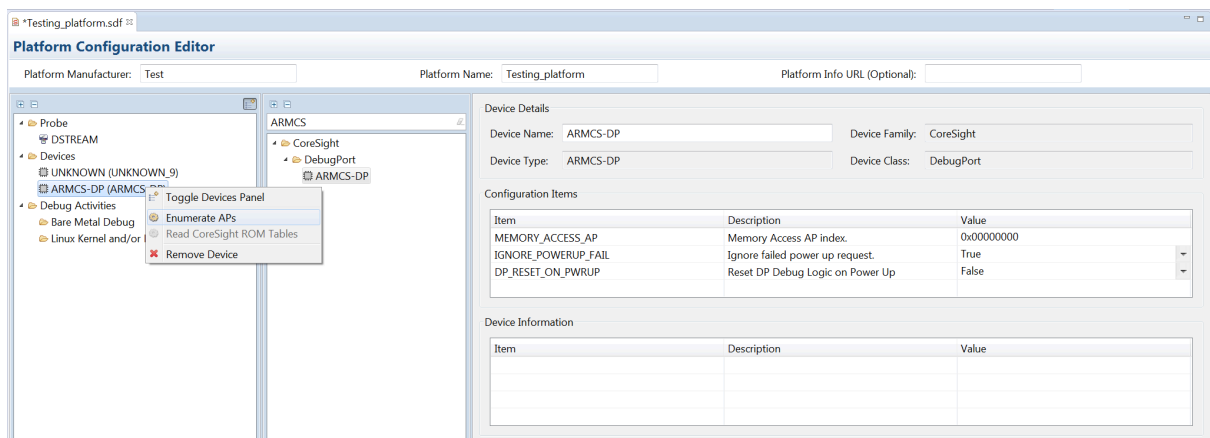 *Testing_platform.sdf
Platform Configuration Editor
Platform Manufacturer: Test Platform Name: Testing_platform Platform Info URL (Optional):
Probe
DSTREAM
Devices
UNKNOWN (UNKNOWN_9)
ARMCS-DP (ARMCS-DP)
Debug Activities
Bare Metal Debug
Linux Kernel and/or
Toggle Devices Panel
Enumerate APs
Read CoreSight ROM Tables
Remove Device
ARMCS
CoreSight
DebugPort
ARMCS-DP
Device Details
Device Name: ARMCS-DP Device Family: CoreSight
Device Type: ARMCS-DP Device Class: DebugPort
Configuration Items
Item Description Value
MEMORY_ACCESS_AP Memory Access AP index. 0x00000000
IGNORE_POWERUP_FAIL Ignore failed power up request. True
DP_RESET_ON_PWRUP Reset DP Debug Logic on Power Up False
Device Information
Item Description Value